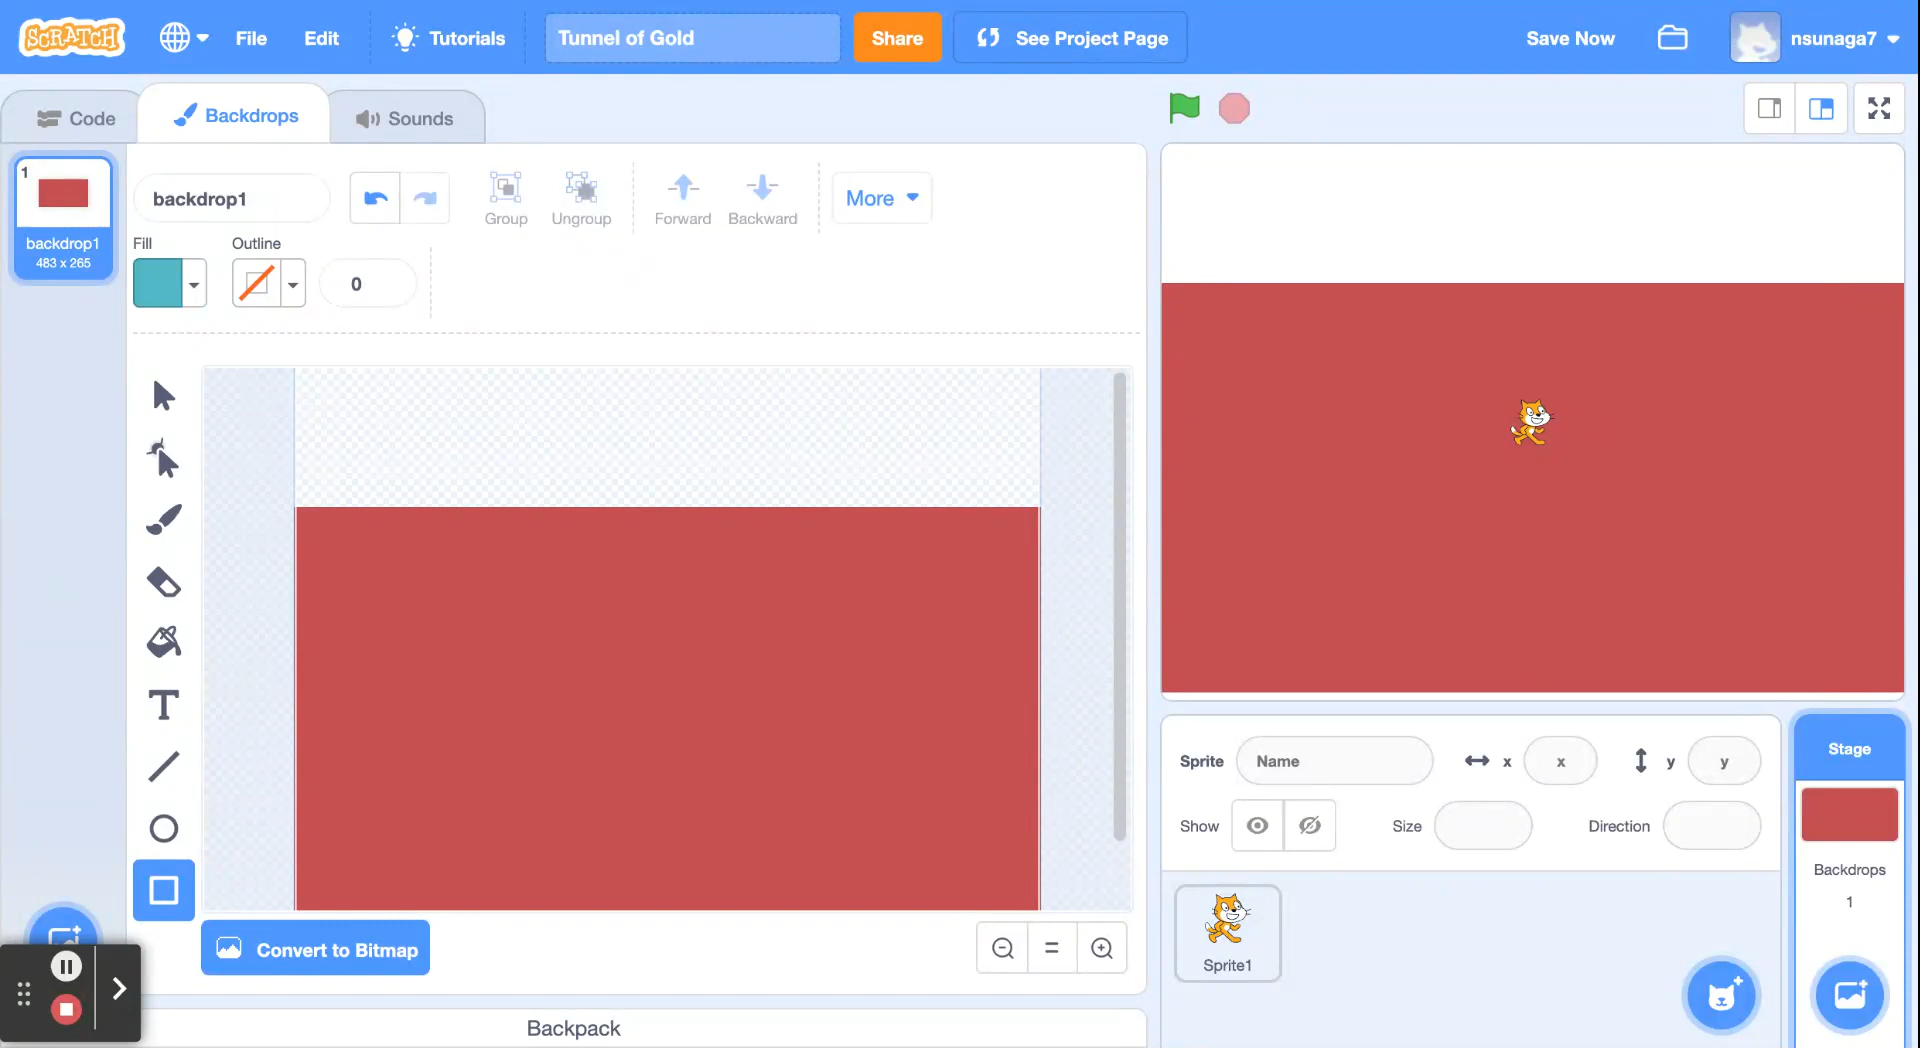 SCRATCH File Edit Tutorials Tunnel of Gold Share See Project Page Save Now nsunaga7
Code Backdrops Sounds
1
backdrop1
483 x 265
backdrop1
Group Ungroup Forward Backward More
Fill Outline
0
Convert to Bitmap
Backpack
Sprite Name x x y y
Show Size Direction
Sprite1
Stage
Backdrops
1